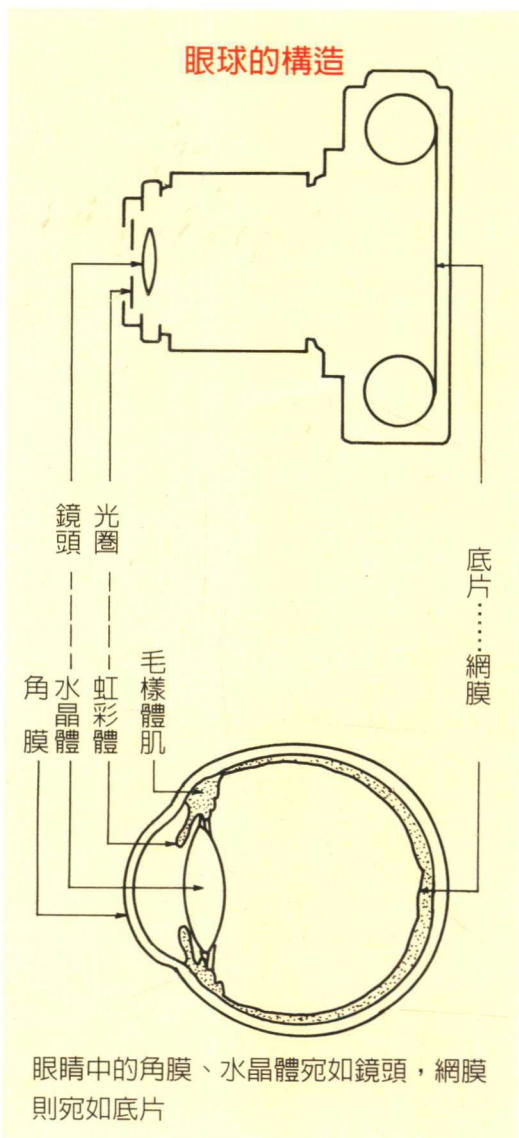 眼球的構造
鏡頭
光圈
底片……網膜
角膜
水晶體
虹彩體
毛樣體肌
眼睛中的角膜、水晶體宛如鏡頭，網膜
則宛如底片